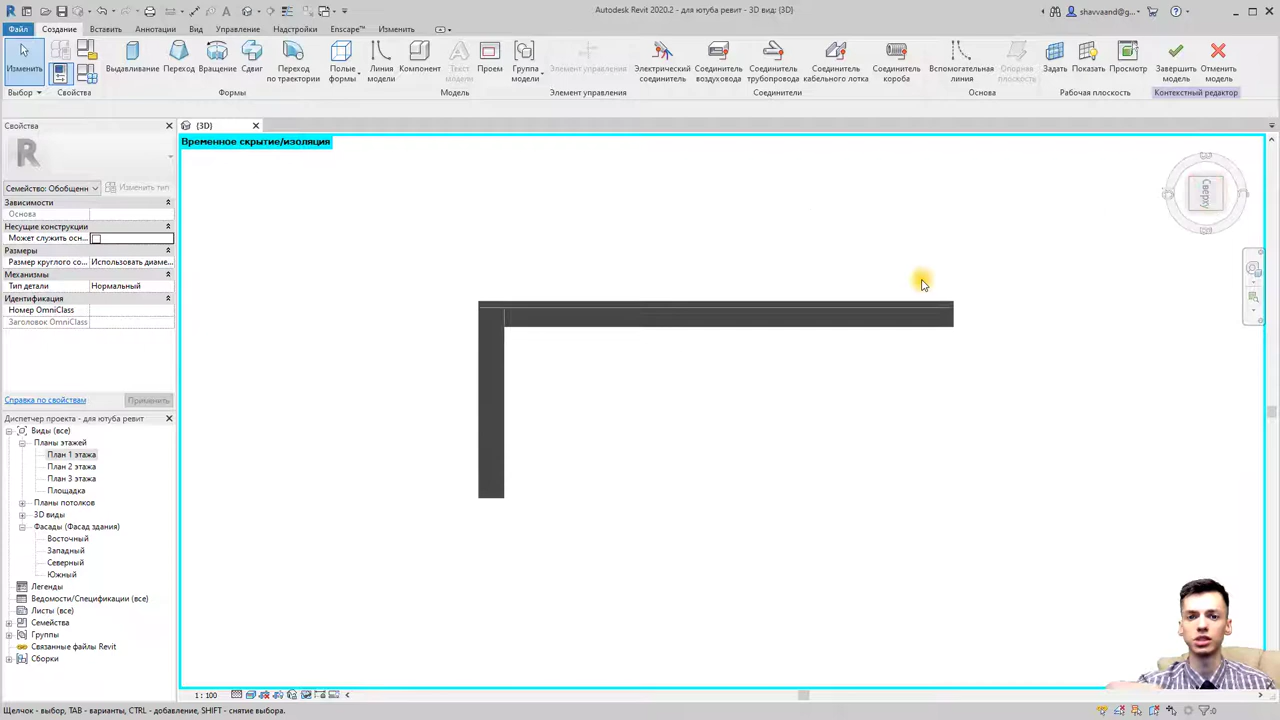 Autodesk Revit 2020.2 - для ютуба ревит - 3D вид: {3D}
shavvaand@g...
Файл Создание Вставить Аннотации Вид Управление Надстройки Enscape™ Изменить
Изменить
Выдавливание
Переход
Вращение
Сдвиг
Переход по траектории
Полые формы
Линия модели
Компонент
Текст модели
Проем
Группа модели
Элемент управления
Электрический соединитель
Соединитель воздуховода
Соединитель трубопровода
Соединитель кабельного лотка
Соединитель короба
Вспомогательная линия
Опорная плоскость
Задать
Показать
Просмотр
Завершить модель
Отменить модель
Выбор Свойства Формы Модель Элемент управления Соединители Основа Рабочая плоскость Контекстный редактор
Свойства
{3D}
Временное скрытие/изоляция
R
Семейство: Обобщенн
Изменить тип
Зависимости
Основа
Несущие конструкции
Может служить осн...
Размеры
Размер круглого со... Использовать диаме...
Механизмы
Тип детали Нормальный
Идентификация
Номер OmniClass
Заголовок OmniClass
Справка по свойствам Применить
Диспетчер проекта - для ютуба ревит
Виды (все)
Планы этажей
План 1 этажа
План 2 этажа
План 3 этажа
Площадка
Планы потолков
3D виды
Фасады (Фасад здания)
Восточный
Западный
Северный
Южный
Легенды
Ведомости/Спецификации (все)
Листы (все)
Семейства
Группы
Связанные файлы Revit
Сборки
Сверху
1 : 100
Щелчок - выбор, TAB - варианты, CTRL - добавление, SHIFT - снятие выбора.
:0